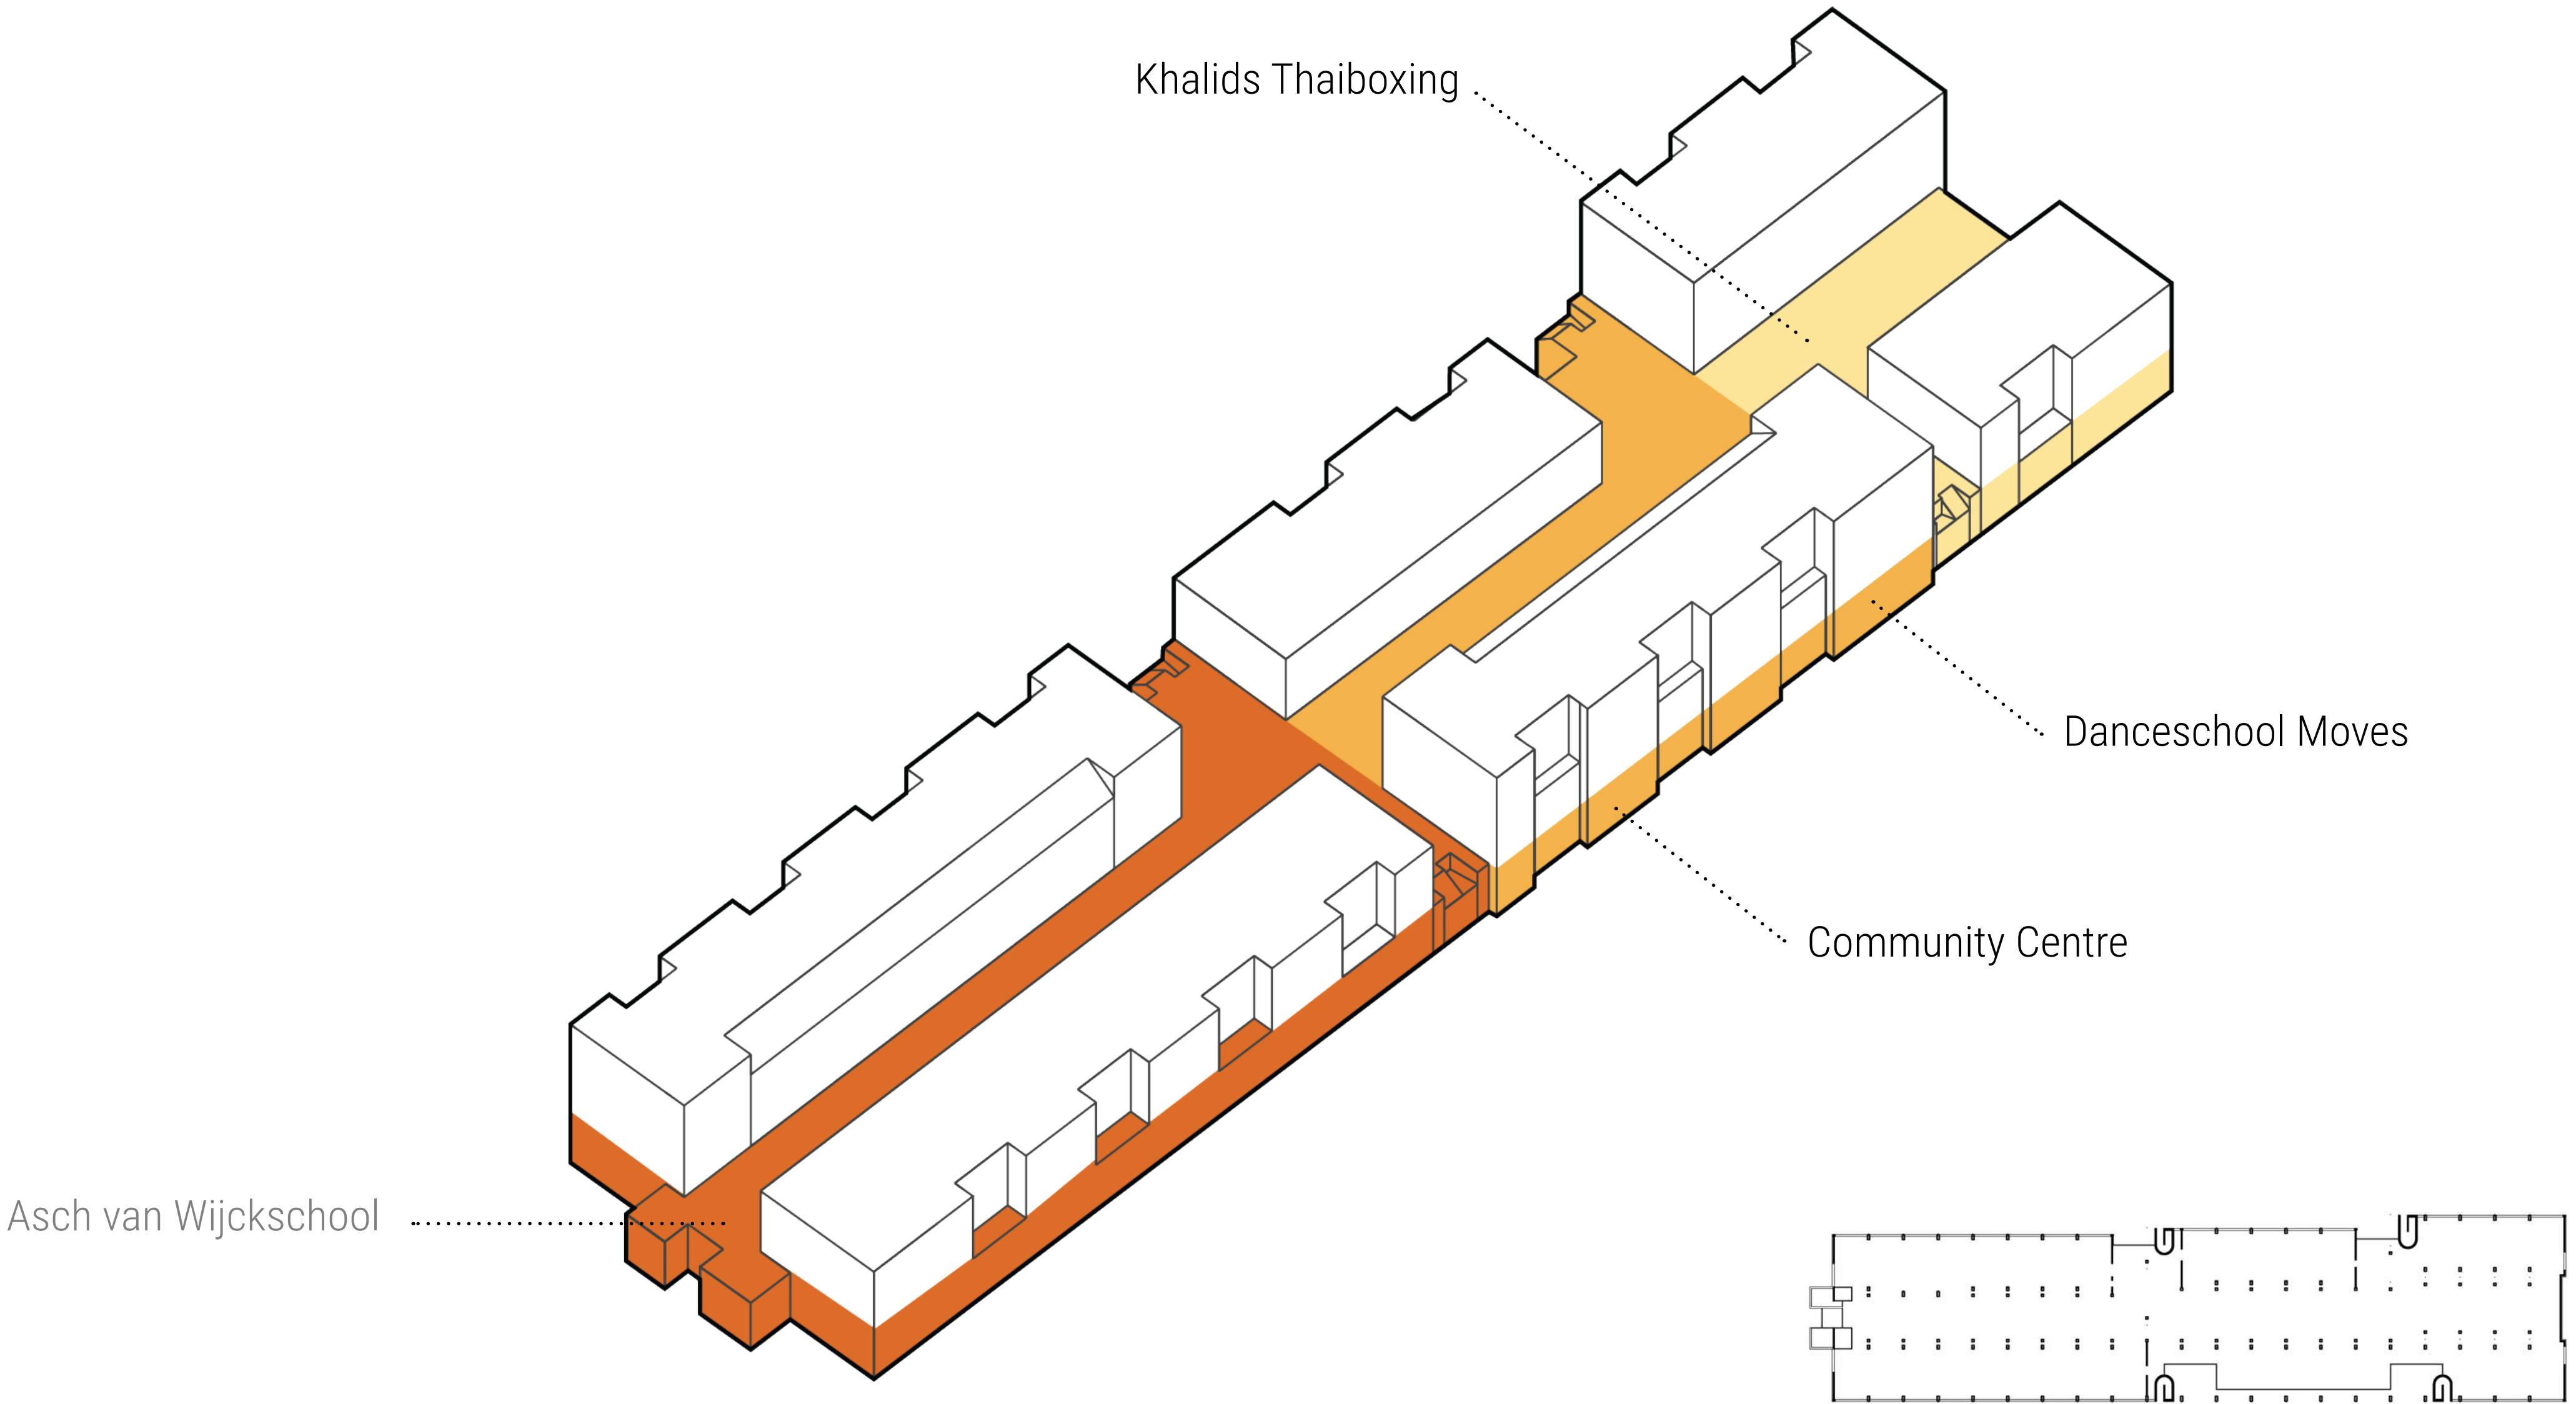 Khalids Thaiboxing
Danceschool Moves
Community Centre
Asch van Wijckschool